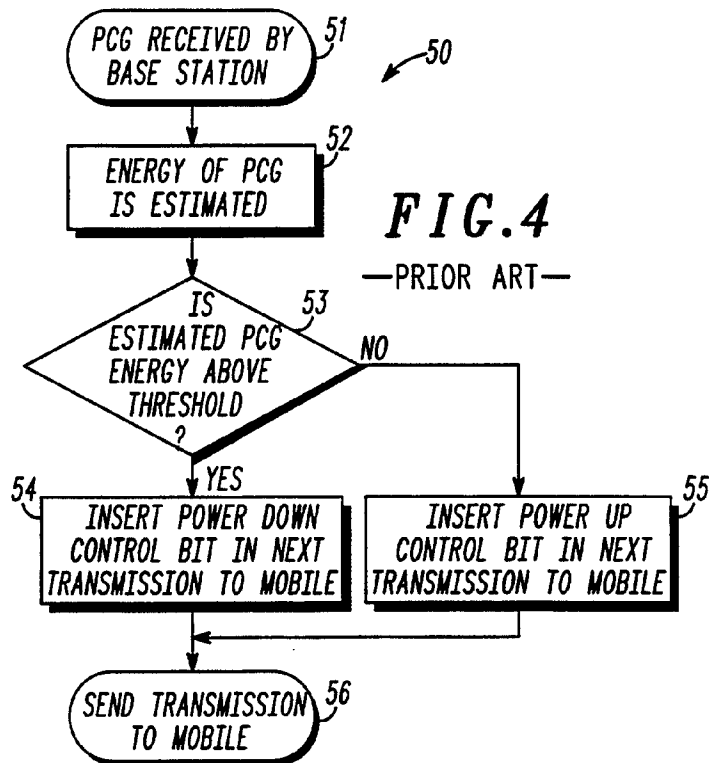 PCG RECEIVED BY
BASE STATION
51
50
ENERGY OF PCG
IS ESTIMATED
52
FIG.4
—PRIOR ART—
IS
ESTIMATED PCG
ENERGY ABOVE
THRESHOLD
?
53
NO
YES
54
INSERT POWER DOWN
CONTROL BIT IN NEXT
TRANSMISSION TO MOBILE
INSERT POWER UP
CONTROL BIT IN NEXT
TRANSMISSION TO MOBILE
55
SEND TRANSMISSION
TO MOBILE
56